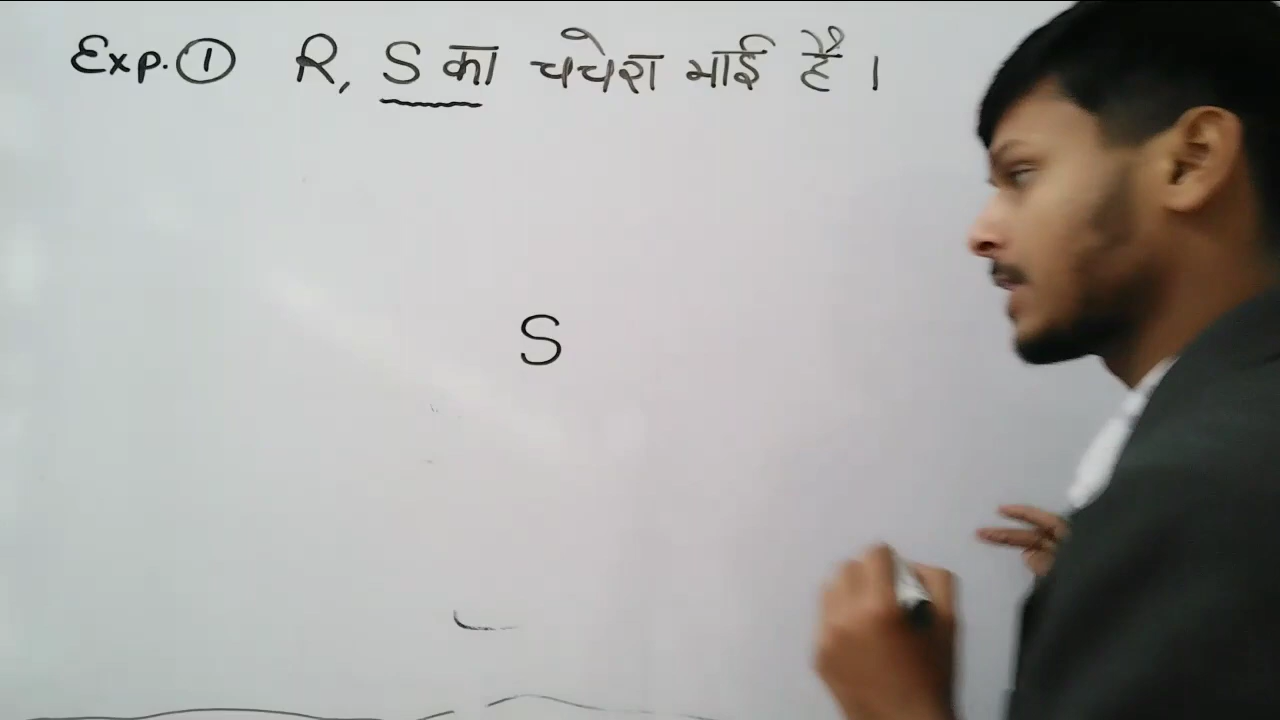 Exp. ① R, S का चचेरा भाई है ।
S